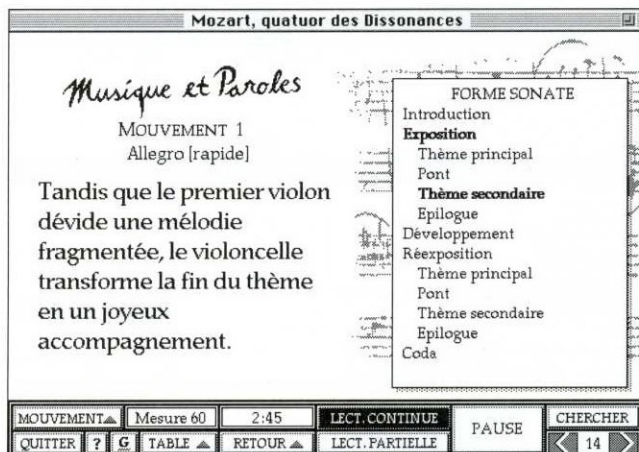 Mozart, quatuor des Dissonances
Musique et Paroles
MOUVEMENT 1
Allegro [rapide]
Tandis que le premier violon
dévide une mélodie
fragmentée, le violoncelle
transforme la fin du thème
en un joyeux
accompagnement.
FORME SONATE
Introduction
Exposition
Thème principal
Pont
Thème secondaire
Epilogue
Développement
Réexposition
Thème principal
Pont
Thème secondaire
Epilogue
Coda
MOUVEMENT Mesure 60 2:45 LECT. CONTINUE PAUSE CHERCHER
QUITTER ? G TABLE RETOUR LECT. PARTIELLE 14